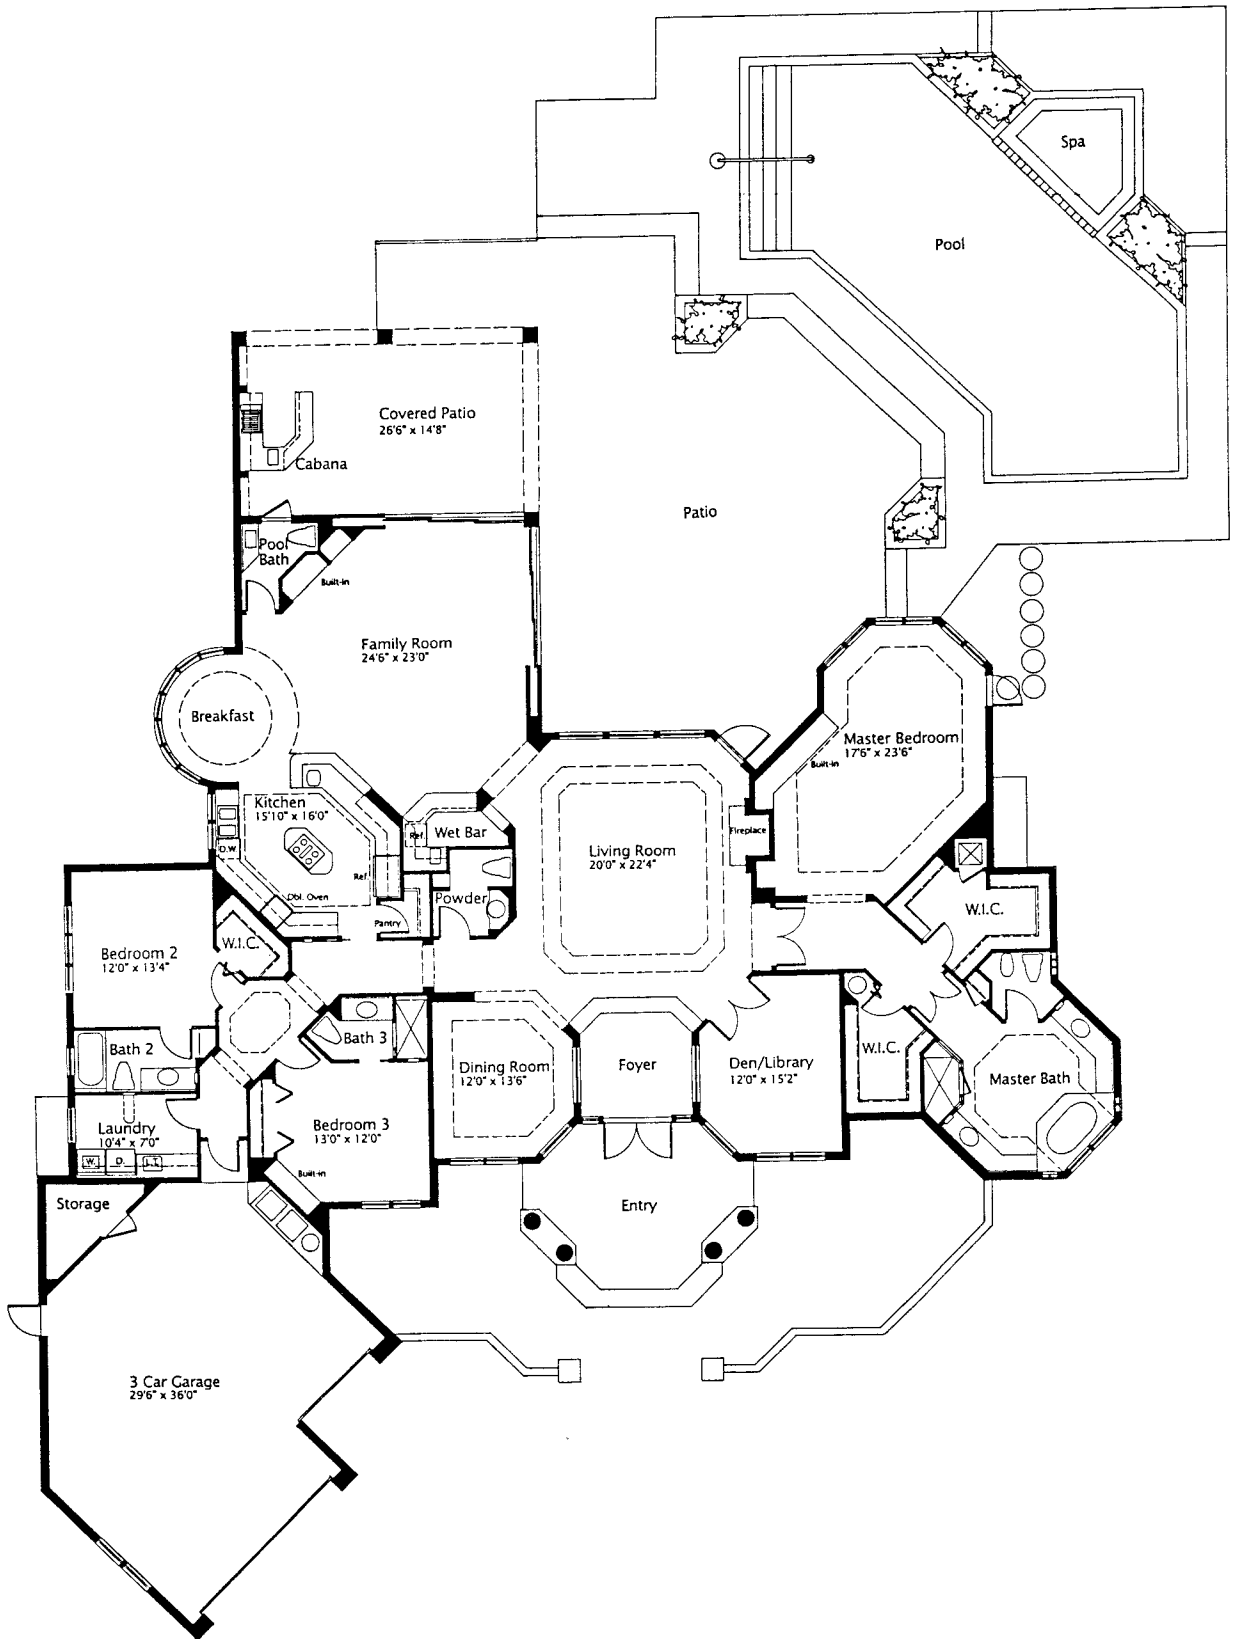 Spa
Pool
Covered Patio
26'6" x 14'8"
Cabana
Patio
Pool
Bath
Built-in
Family Room
24'6" x 23'0"
Breakfast
Master Bedroom
17'6" x 23'6"
Built-in
Kitchen
15'10" x 16'0"
Ref.
Wet Bar
Fireplace
D.W.
Living Room
20'0" x 22'4"
Ref.
Dbl. Oven
Powder
Pantry
W.I.C.
W.I.C.
Bedroom 2
12'0" x 13'4"
Bath 3
Bath 2
W.I.C.
Dining Room
12'0" x 13'6"
Foyer
Den/Library
12'0" x 15'2"
Master Bath
Laundry
10'4" x 7'0"
Bedroom 3
13'0" x 12'0"
W.
D.
L.T.
Built-in
Storage
Entry
3 Car Garage
29'6" x 36'0"